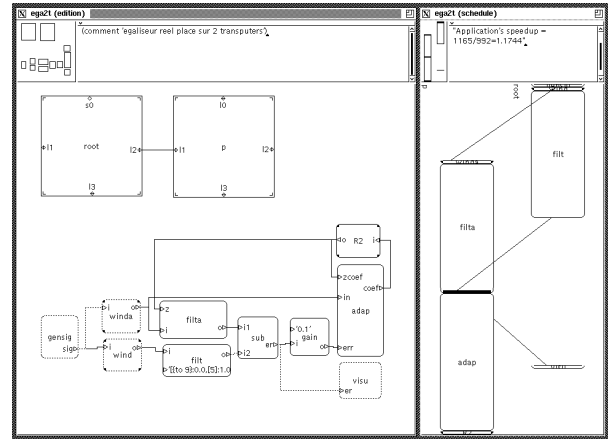 ega2t (edition)
(comment 'egaliseur reel place sur 2 transputers')
s0
l1 root l2
l3
l0
l1 p l2
l3
o R2 i
zcoef
coef
in
adap
err
i o
winda
z
filta
i o
gensig
sig
i o
wind
i o
filt
'[{to 9}:0.0,[5]:1.0
i1
sub
er
i2
'0.1'
i gain
o
visu
er
ega2t (schedule)
"Application's speedup =
1165/992=1.1744"
p
root
filt
winda
filta
adap
R2